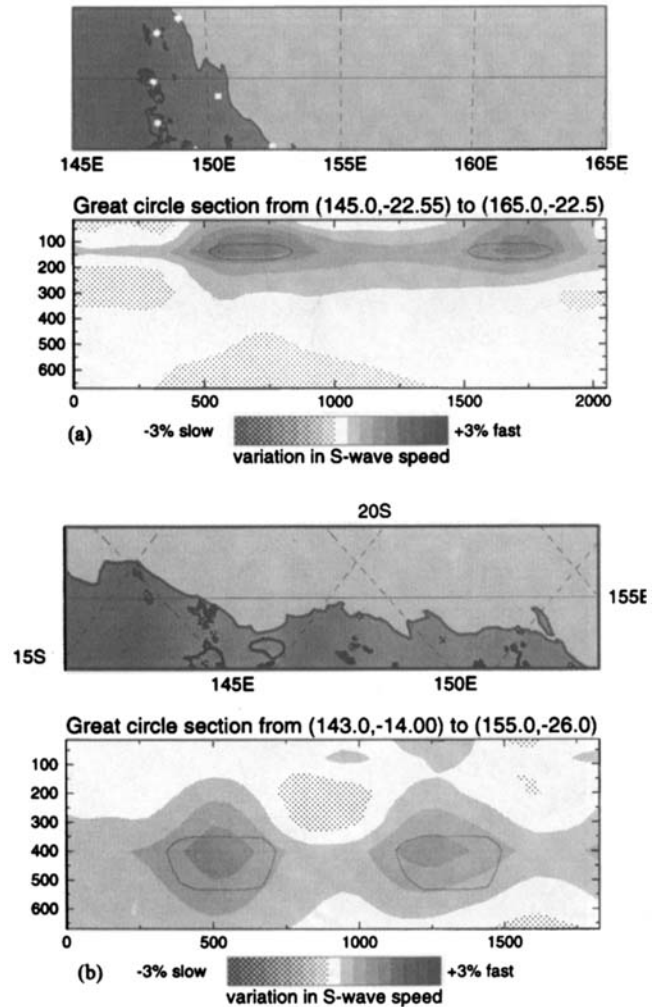 145E 150E 155E 160E 165E
Great circle section from (145.0,-22.55) to (165.0,-22.5)
100
200
300
400
500
600
0 500 1000 1500 2000
(a) -3% slow +3% fast
variation in S-wave speed
20S
155E
15S
145E 150E
Great circle section from (143.0,-14.00) to (155.0,-26.0)
100
200
300
400
500
600
0 500 1000 1500
(b) -3% slow +3% fast
variation in S-wave speed